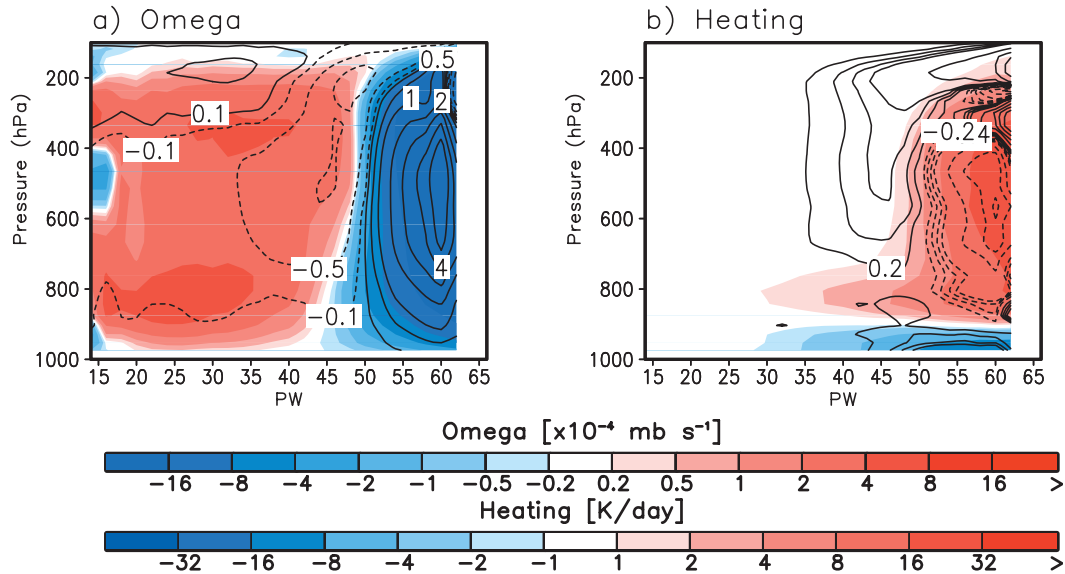 a) Omega
b) Heating
Pressure (hPa)
200
400
600
800
1000
0.5
1
2
0.1
−0.1
−0.5
4
−0.1
15 20 25 30 35 40 45 50 55 60 65
PW
Pressure (hPa)
200
400
600
800
1000
−0.24
0.2
15 20 25 30 35 40 45 50 55 60 65
PW
Omega [x10⁻⁴ mb s⁻¹]
−16 −8 −4 −2 −1 −0.5 −0.2 0.2 0.5 1 2 4 8 16 >
Heating [K/day]
−32 −16 −8 −4 −2 −1 1 2 4 8 16 32 >